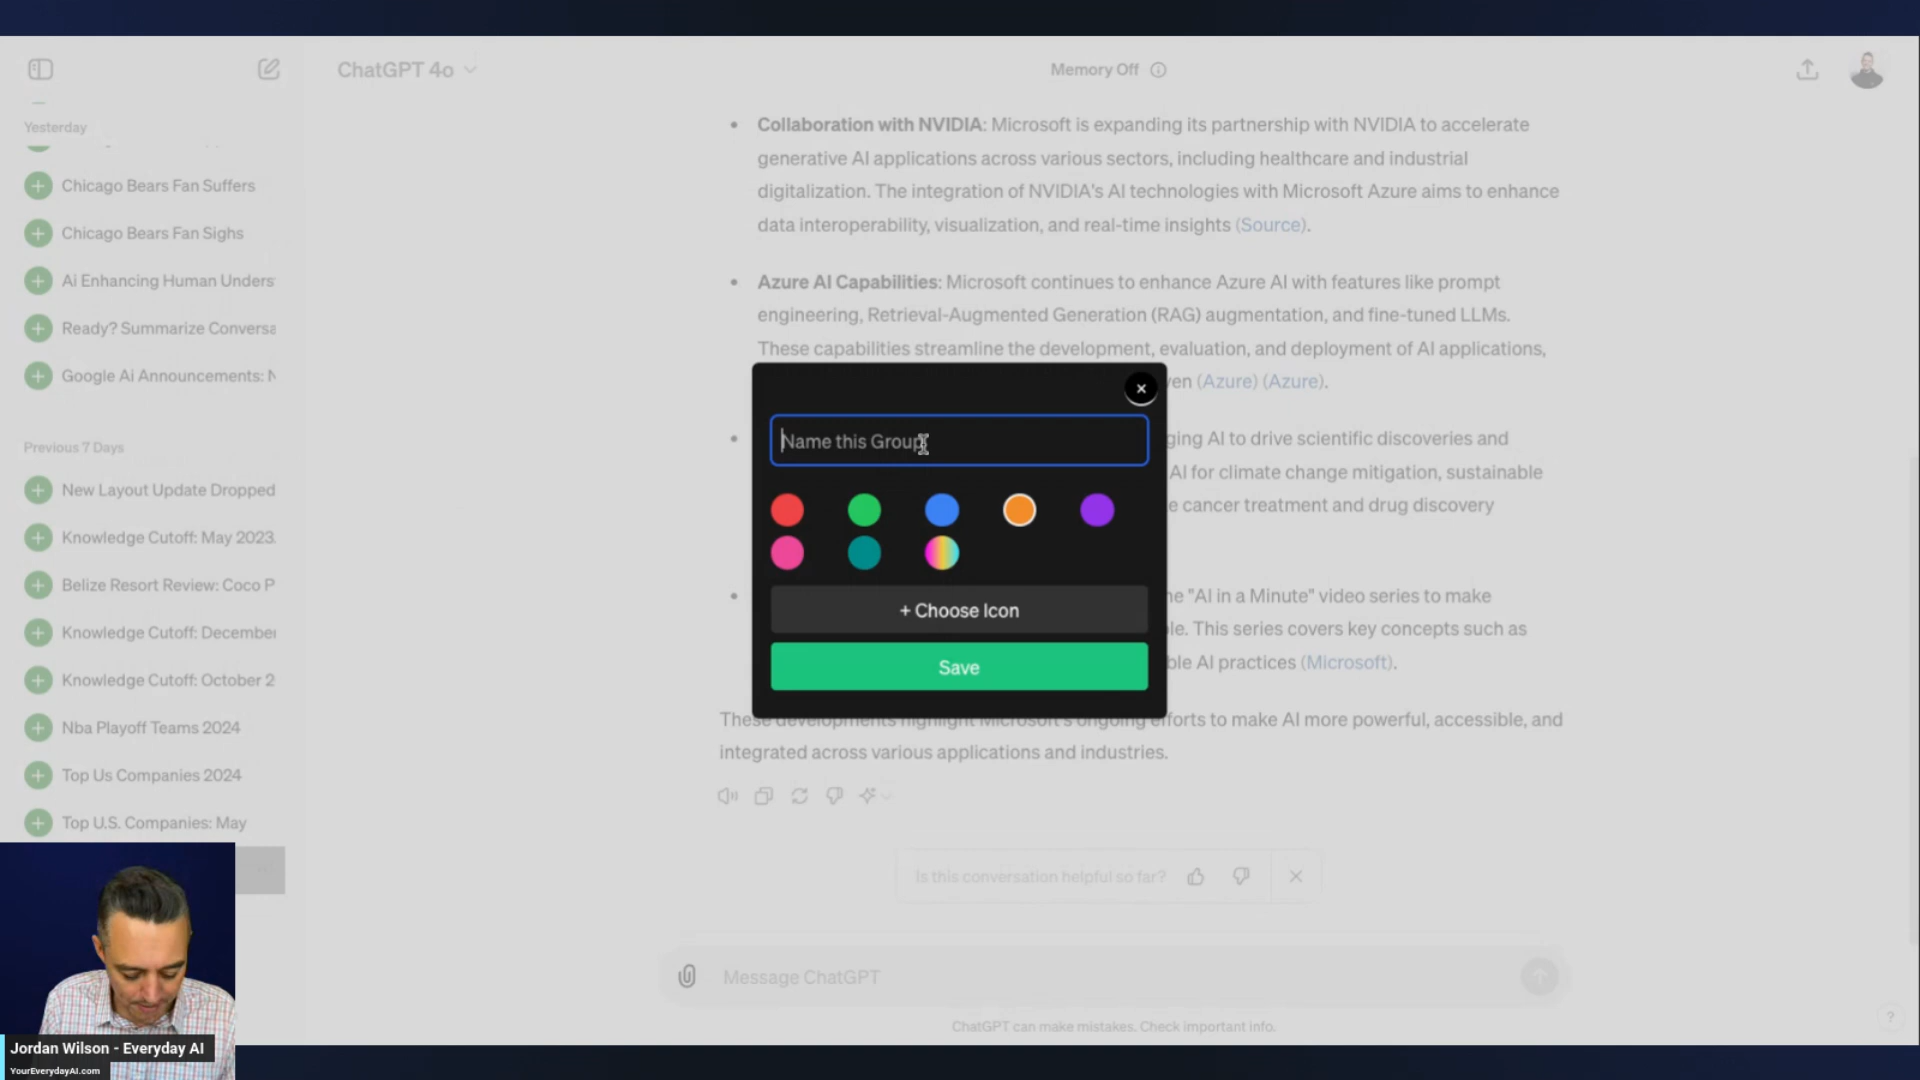 ChatGPT 4o
Memory Off
Yesterday
Chicago Bears Fan Suffers
Chicago Bears Fan Sighs
Ai Enhancing Human Unders
Ready? Summarize Conversa
Google Ai Announcements: N
Previous 7 Days
New Layout Update Dropped
Knowledge Cutoff: May 2023.
Belize Resort Review: Coco P
Knowledge Cutoff: December
Knowledge Cutoff: October 2
Nba Playoff Teams 2024
Top Us Companies 2024
Top U.S. Companies: May
• Collaboration with NVIDIA: Microsoft is expanding its partnership with NVIDIA to accelerate
generative AI applications across various sectors, including healthcare and industrial
digitalization. The integration of NVIDIA's AI technologies with Microsoft Azure aims to enhance
data interoperability, visualization, and real-time insights (Source).
• Azure AI Capabilities: Microsoft continues to enhance Azure AI with features like prompt
engineering, Retrieval-Augmented Generation (RAG) augmentation, and fine-tuned LLMs.
These capabilities streamline the development, evaluation, and deployment of AI applications,
ven (Azure) (Azure).
ging AI to drive scientific discoveries and
AI for climate change mitigation, sustainable
e cancer treatment and drug discovery
he "AI in a Minute" video series to make
le. This series covers key concepts such as
ble AI practices (Microsoft).
These developments highlight Microsoft's ongoing efforts to make AI more powerful, accessible, and
integrated across various applications and industries.
Name this Group
+ Choose Icon
Save
Is this conversation helpful so far?
Message ChatGPT
ChatGPT can make mistakes. Check important info.
?
Jordan Wilson - Everyday AI
YourEverydayAI.com